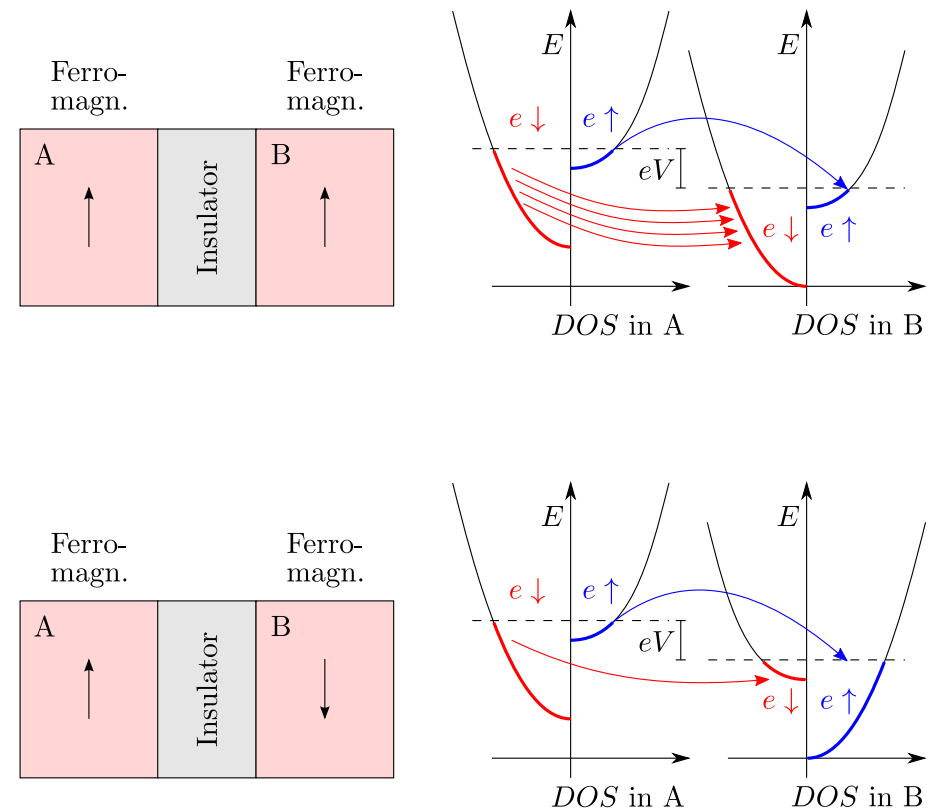 Ferro-
magn.
Ferro-
magn.
A
Insulator
B
E
e ↓
e ↑
eV
DOS in A
E
e ↓
e ↑
DOS in B
Ferro-
magn.
Ferro-
magn.
A
Insulator
B
E
e ↓
e ↑
eV
DOS in A
E
e ↓
e ↑
DOS in B